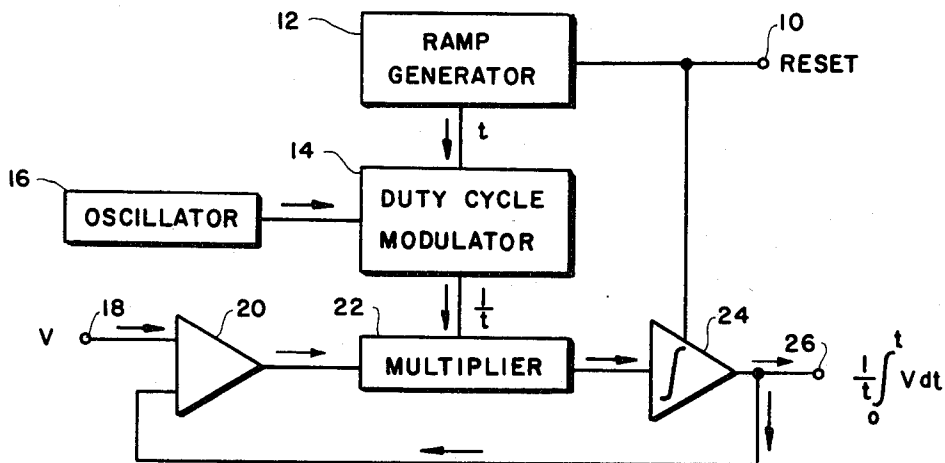 12
RAMP
GENERATOR
10
RESET
t
14
16
OSCILLATOR
DUTY CYCLE
MODULATOR
1/t
V
18
20
22
MULTIPLIER
24
26
1/t ∫₀ᵗ V dt
∫